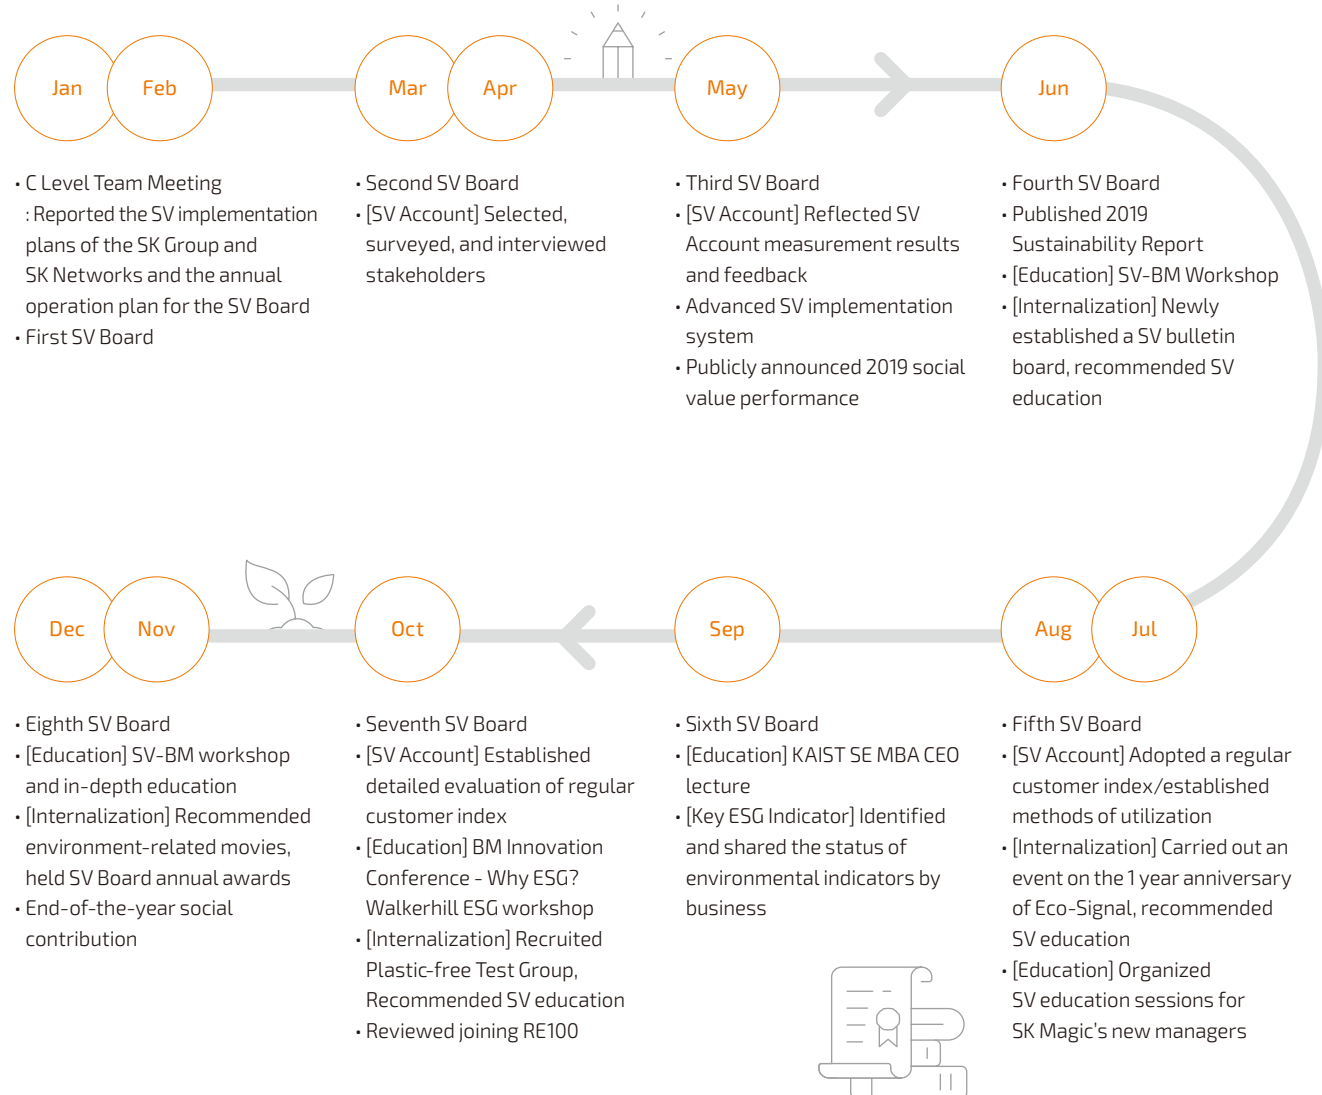 Jan
Feb
• C Level Team Meeting
: Reported the SV implementation
plans of the SK Group and
SK Networks and the annual
operation plan for the SV Board
• First SV Board
Mar
Apr
• Second SV Board
• [SV Account] Selected,
surveyed, and interviewed
stakeholders
May
• Third SV Board
• [SV Account] Reflected SV
Account measurement results
and feedback
• Advanced SV implementation
system
• Publicly announced 2019 social
value performance
Jun
• Fourth SV Board
• Published 2019
Sustainability Report
• [Education] SV-BM Workshop
• [Internalization] Newly
established a SV bulletin
board, recommended SV
education
Dec
Nov
• Eighth SV Board
• [Education] SV-BM workshop
and in-depth education
• [Internalization] Recommended
environment-related movies,
held SV Board annual awards
• End-of-the-year social
contribution
Oct
• Seventh SV Board
• [SV Account] Established
detailed evaluation of regular
customer index
• [Education] BM Innovation
Conference - Why ESG?
Walkerhill ESG workshop
• [Internalization] Recruited
Plastic-free Test Group,
Recommended SV education
• Reviewed joining RE100
Sep
• Sixth SV Board
• [Education] KAIST SE MBA CEO
lecture
• [Key ESG Indicator] Identified
and shared the status of
environmental indicators by
business
Aug
Jul
• Fifth SV Board
• [SV Account] Adopted a regular
customer index/established
methods of utilization
• [Internalization] Carried out an
event on the 1 year anniversary
of Eco-Signal, recommended
SV education
• [Education] Organized
SV education sessions for
SK Magic's new managers